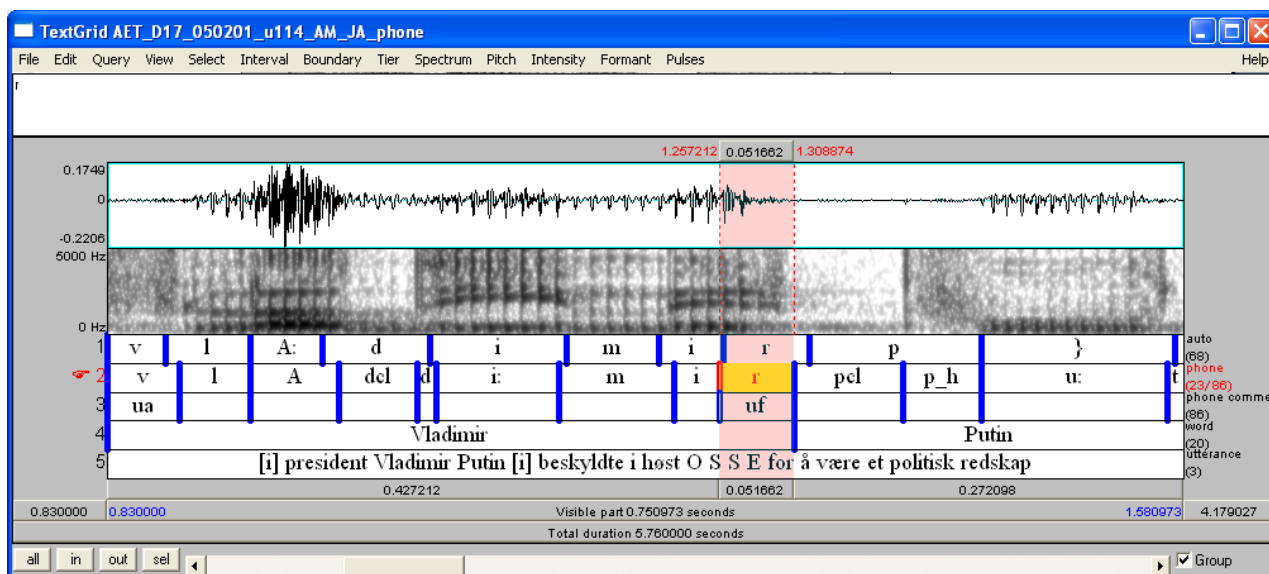 TextGrid AET_D17_050201_u114_AM_JA_phone
File Edit Query View Select Interval Boundary Tier Spectrum Pitch Intensity Formant Pulses Help
r
1.257212 0.051662 1.308874
0.1749
0
-0.2206
5000 Hz
0 Hz
1 v l A: d i m i r p } auto (68)
2 v l A dcl d i: m i r pcl p_h u: t phone (23/86)
3 ua uf phone comme (86)
4 Vladimir Putin word (20)
5 [i] president Vladimir Putin [i] beskyldte i høst O S S E for å være et politisk redskap utterance (3)
0.427212 0.051662 0.272098
0.830000 0.830000 Visible part 0.750973 seconds 1.580973 4.179027
Total duration 5.760000 seconds
all in out sel Group